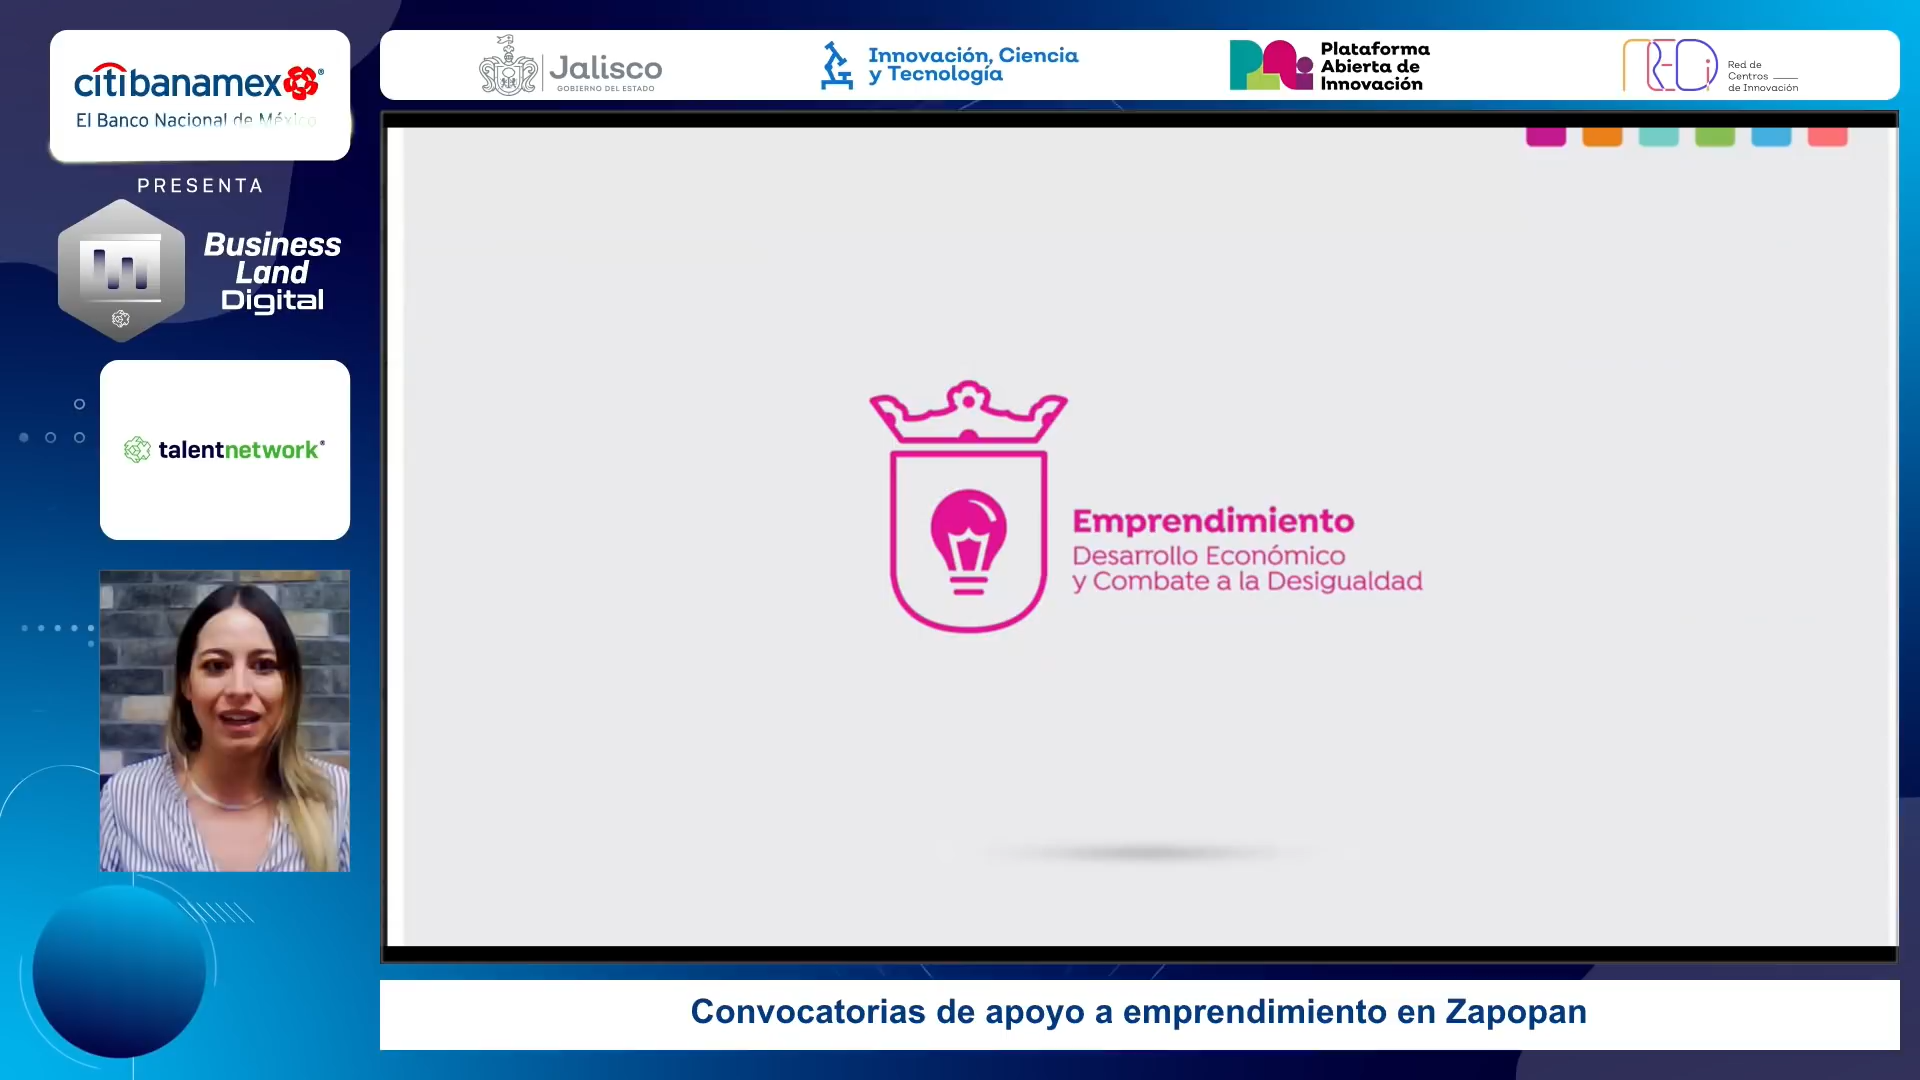 citibanamex
El Banco Nacional de México
PRESENTA
Business
Land
Digital
talentnetwork
Jalisco
GOBIERNO DEL ESTADO
Innovación, Ciencia
y Tecnología
Plataforma
Abierta de
Innovación
REDi
Red de
Centros
de Innovación
Emprendimiento
Desarrollo Económico
y Combate a la Desigualdad
Convocatorias de apoyo a emprendimiento en Zapopan